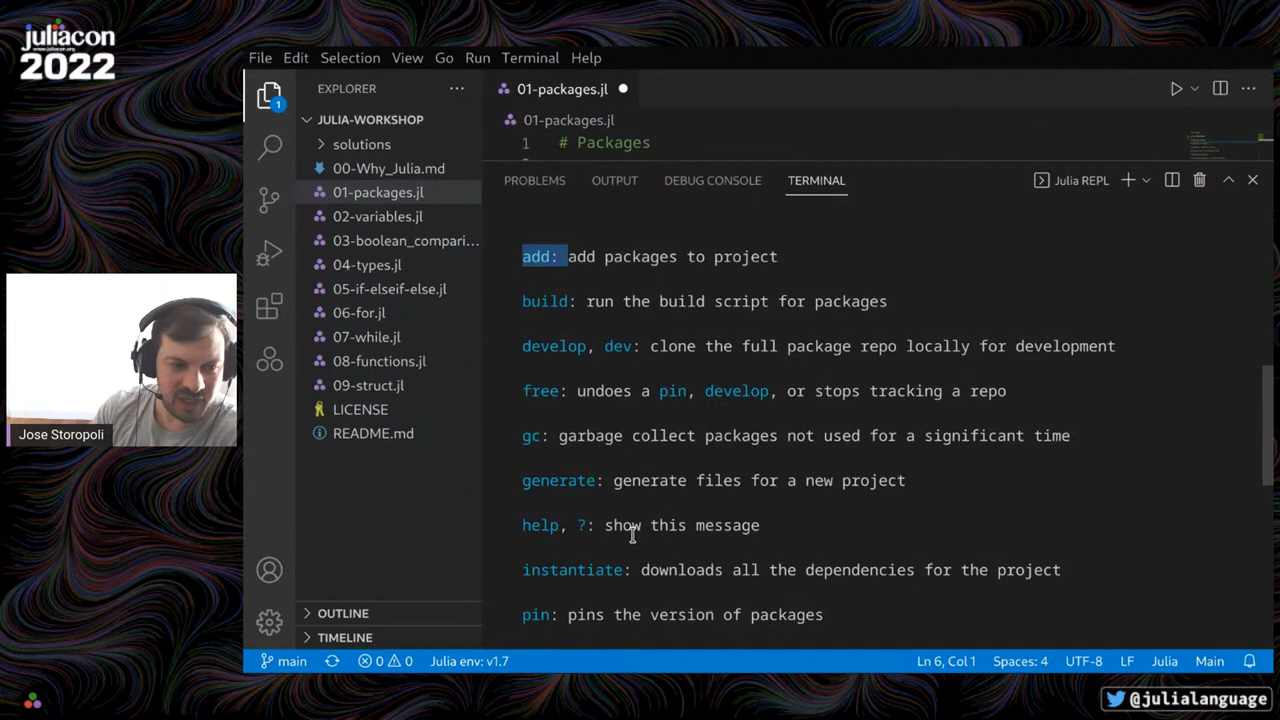 juliacon
www.juliacon.org
2022
File Edit Selection View Go Run Terminal Help
EXPLORER
JULIA-WORKSHOP
solutions
00-Why_Julia.md
01-packages.jl
02-variables.jl
03-boolean_compari...
04-types.jl
05-if-elseif-else.jl
06-for.jl
07-while.jl
08-functions.jl
09-struct.jl
LICENSE
README.md
OUTLINE
TIMELINE
1
01-packages.jl
01-packages.jl
1 # Packages
PROBLEMS OUTPUT DEBUG CONSOLE TERMINAL Julia REPL
add: add packages to project
build: run the build script for packages
develop, dev: clone the full package repo locally for development
free: undoes a pin, develop, or stops tracking a repo
gc: garbage collect packages not used for a significant time
generate: generate files for a new project
help, ?: show this message
instantiate: downloads all the dependencies for the project
pin: pins the version of packages
main 0 0 Julia env: v1.7 Ln 6, Col 1 Spaces: 4 UTF-8 LF Julia Main
Jose Storopoli
@julialanguage